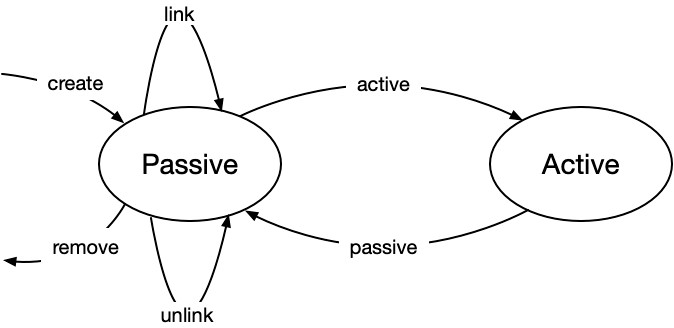 link
create
active
Passive
Active
remove
passive
unlink